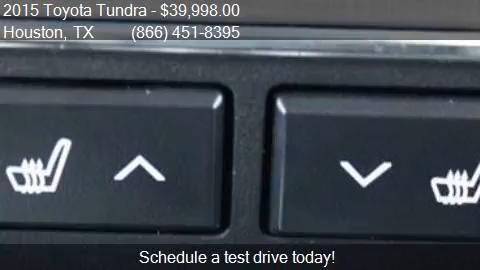 2015 Toyota Tundra - $39,998.00
Houston, TX (866) 451-8395
Schedule a test drive today!